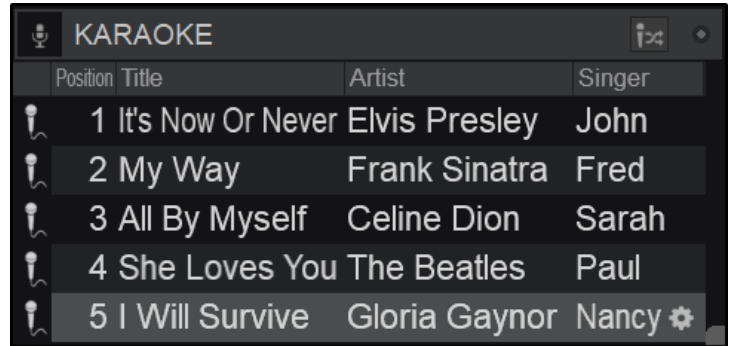 KARAOKE
Position Title Artist Singer
1 It's Now Or Never Elvis Presley John
2 My Way Frank Sinatra Fred
3 All By Myself Celine Dion Sarah
4 She Loves You The Beatles Paul
5 I Will Survive Gloria Gaynor Nancy